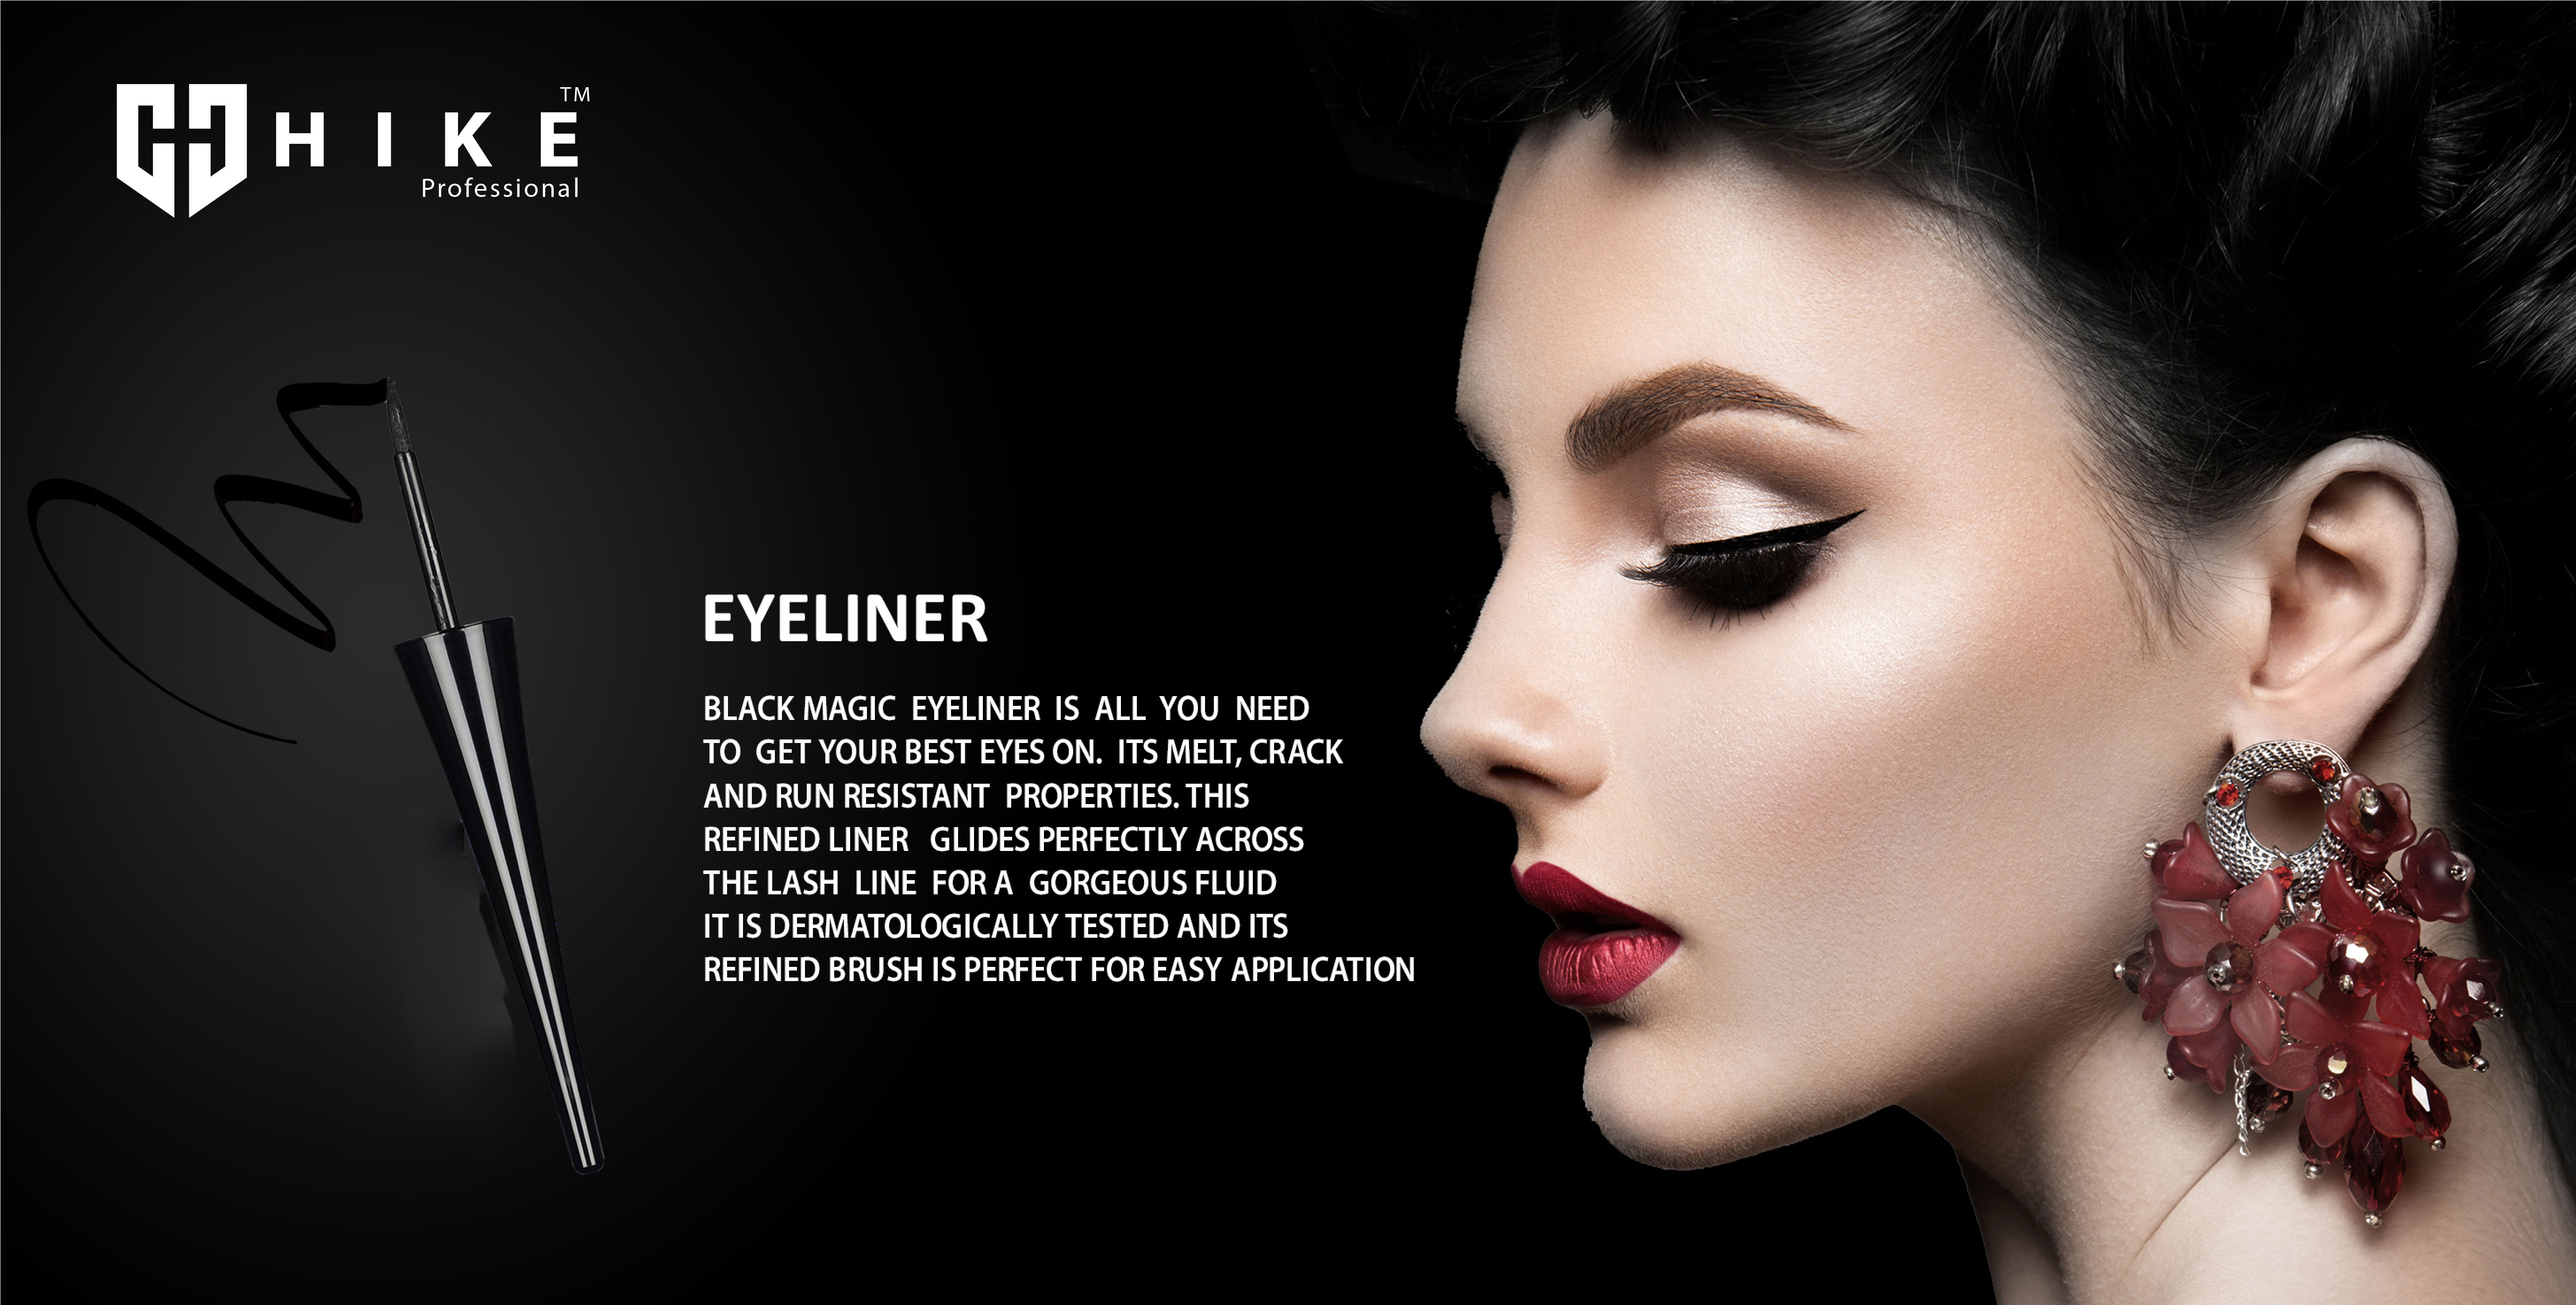 HIKE
TM
Professional
EYELINER
BLACK MAGIC EYELINER IS ALL YOU NEED
TO GET YOUR BEST EYES ON. ITS MELT, CRACK
AND RUN RESISTANT PROPERTIES. THIS
REFINED LINER GLIDES PERFECTLY ACROSS
THE LASH LINE FOR A GORGEOUS FLUID
IT IS DERMATOLOGICALLY TESTED AND ITS
REFINED BRUSH IS PERFECT FOR EASY APPLICATION